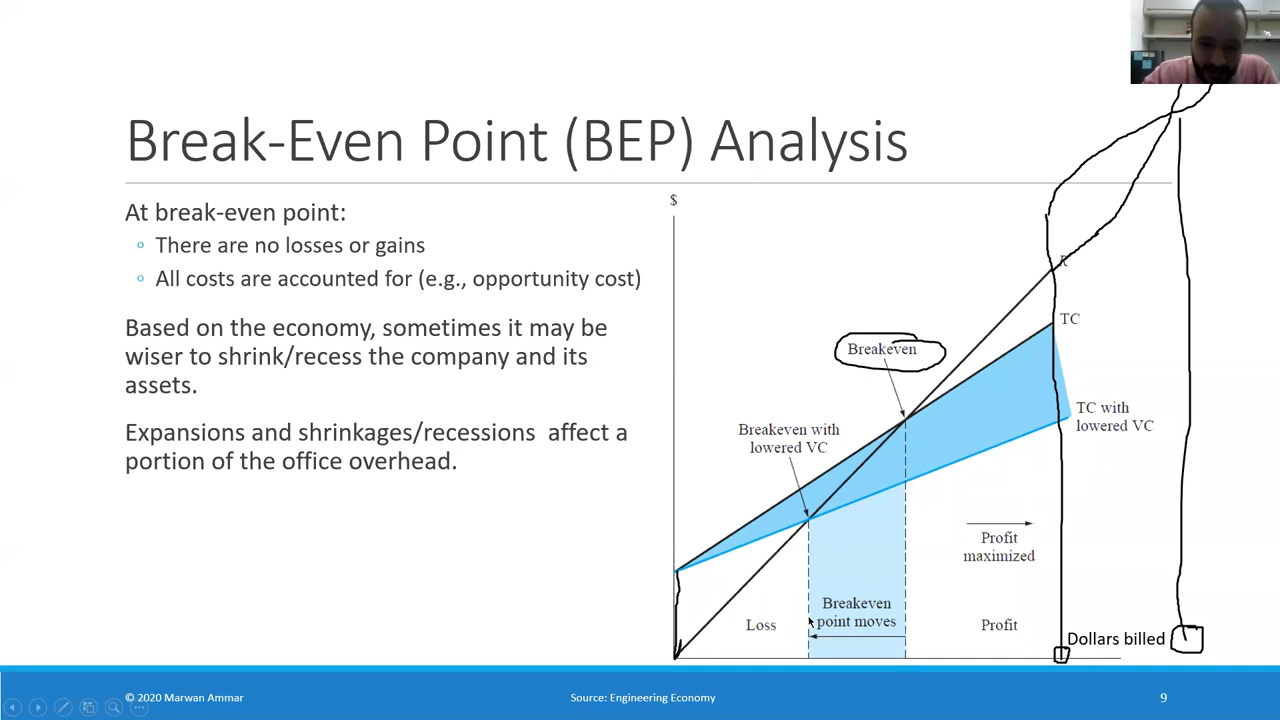 Break-Even Point (BEP) Analysis
At break-even point:
◦ There are no losses or gains
◦ All costs are accounted for (e.g., opportunity cost)
Based on the economy, sometimes it may be
wiser to shrink/recess the company and its
assets.
Expansions and shrinkages/recessions affect a
portion of the office overhead.
$
R
TC
Breakeven
TC with
lowered VC
Breakeven with
lowered VC
Profit
maximized
Breakeven
point moves
Loss
Profit
Dollars billed
© 2020 Marwan Ammar
Source: Engineering Economy
9